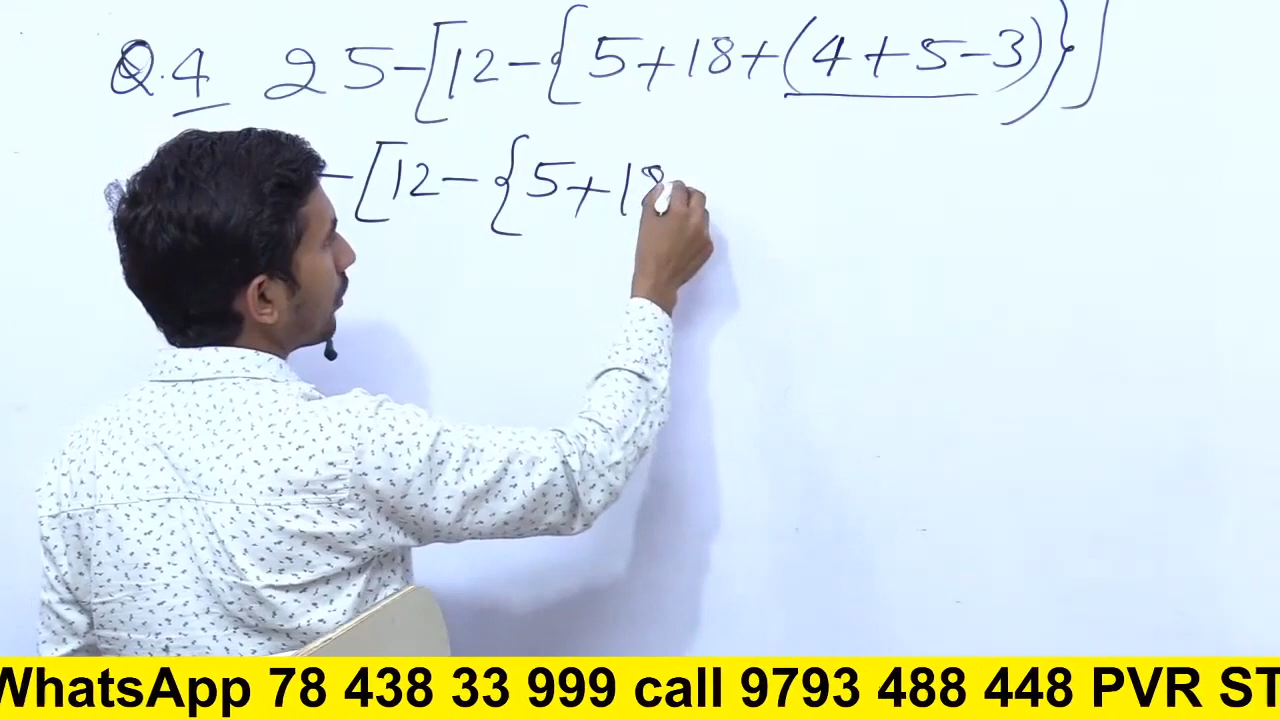 Q.4 25-[12-{5+18+(4+5-3)}]
-[12-{5+18
WhatsApp 78 438 33 999 call 9793 488 448 PVR ST